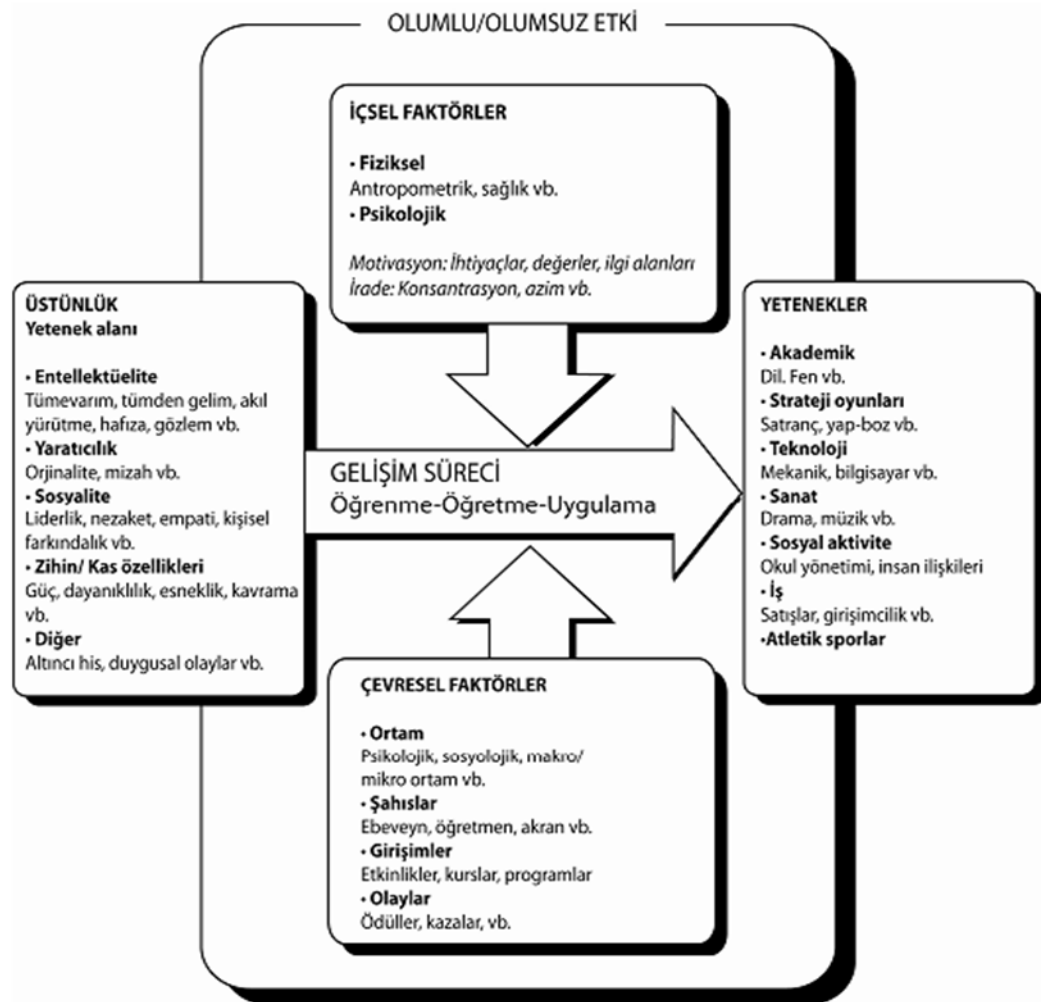 OLUMLU/OLUMSUZ ETKİ
İÇSEL FAKTÖRLER
• Fiziksel
Antropometrik, sağlık vb.
• Psikolojik
Motivasyon: İhtiyaçlar, değerler, ilgi alanları
İrade: Konsantrasyon, azim vb.
ÜSTÜNLÜK
Yetenek alanı
• Entellektüelite
Tümevarım, tümden gelim, akıl
yürütme, hafıza, gözlem vb.
• Yaratıcılık
Orjinalite, mizah vb.
• Sosyalite
Liderlik, nezaket, empati, kişisel
farkındalık vb.
• Zihin/ Kas özellikleri
Güç, dayanıklılık, esneklik, kavrama
vb.
• Diğer
Altıncı his, duygusal olaylar vb.
GELİŞİM SÜRECİ
Öğrenme-Öğretme-Uygulama
YETENEKLER
• Akademik
Dil. Fen vb.
• Strateji oyunları
Satranç, yap-boz vb.
• Teknoloji
Mekanik, bilgisayar vb.
• Sanat
Drama, müzik vb.
• Sosyal aktivite
Okul yönetimi, insan ilişkileri
• İş
Satışlar, girişimcilik vb.
•Atletik sporlar
ÇEVRESEL FAKTÖRLER
• Ortam
Psikolojik, sosyolojik, makro/
mikro ortam vb.
• Şahıslar
Ebeveyn, öğretmen, akran vb.
• Girişimler
Etkinlikler, kurslar, programlar
• Olaylar
Ödüller, kazalar, vb.